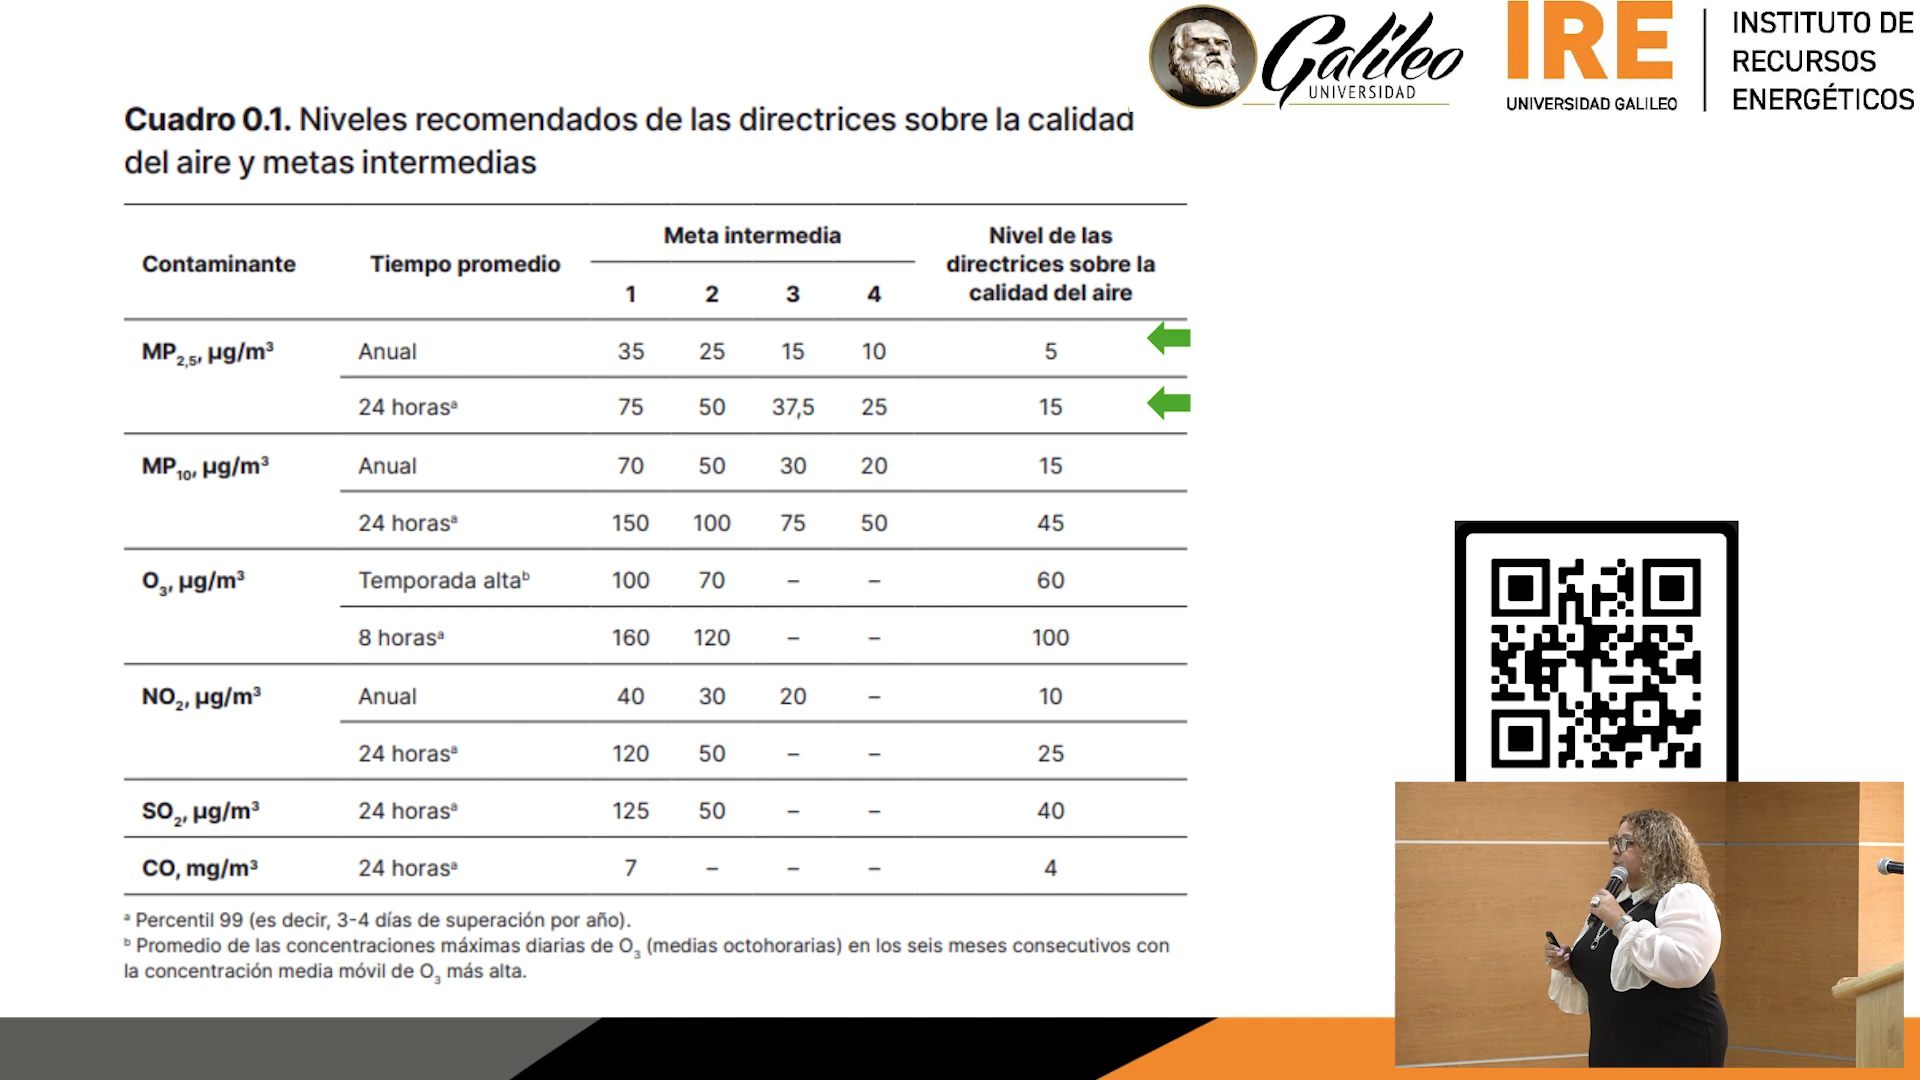 Galileo
UNIVERSIDAD
IRE
UNIVERSIDAD GALILEO
INSTITUTO DE
RECURSOS
ENERGÉTICOS
Cuadro 0.1. Niveles recomendados de las directrices sobre la calidad
del aire y metas intermedias
Contaminante Tiempo promedio Meta intermedia Nivel de las
directrices sobre la
calidad del aire
1 2 3 4
MP2,5, µg/m³ Anual 35 25 15 10 5
24 horasᵃ 75 50 37,5 25 15
MP10, µg/m³ Anual 70 50 30 20 15
24 horasᵃ 150 100 75 50 45
O3, µg/m³ Temporada altaᵇ 100 70 – – 60
8 horasᵃ 160 120 – – 100
NO2, µg/m³ Anual 40 30 20 – 10
24 horasᵃ 120 50 – – 25
SO2, µg/m³ 24 horasᵃ 125 50 – – 40
CO, mg/m³ 24 horasᵃ 7 – – – 4
ᵃ Percentil 99 (es decir, 3-4 días de superación por año).
ᵇ Promedio de las concentraciones máximas diarias de O3 (medias octohorarias) en los seis meses consecutivos con
la concentración media móvil de O3 más alta.